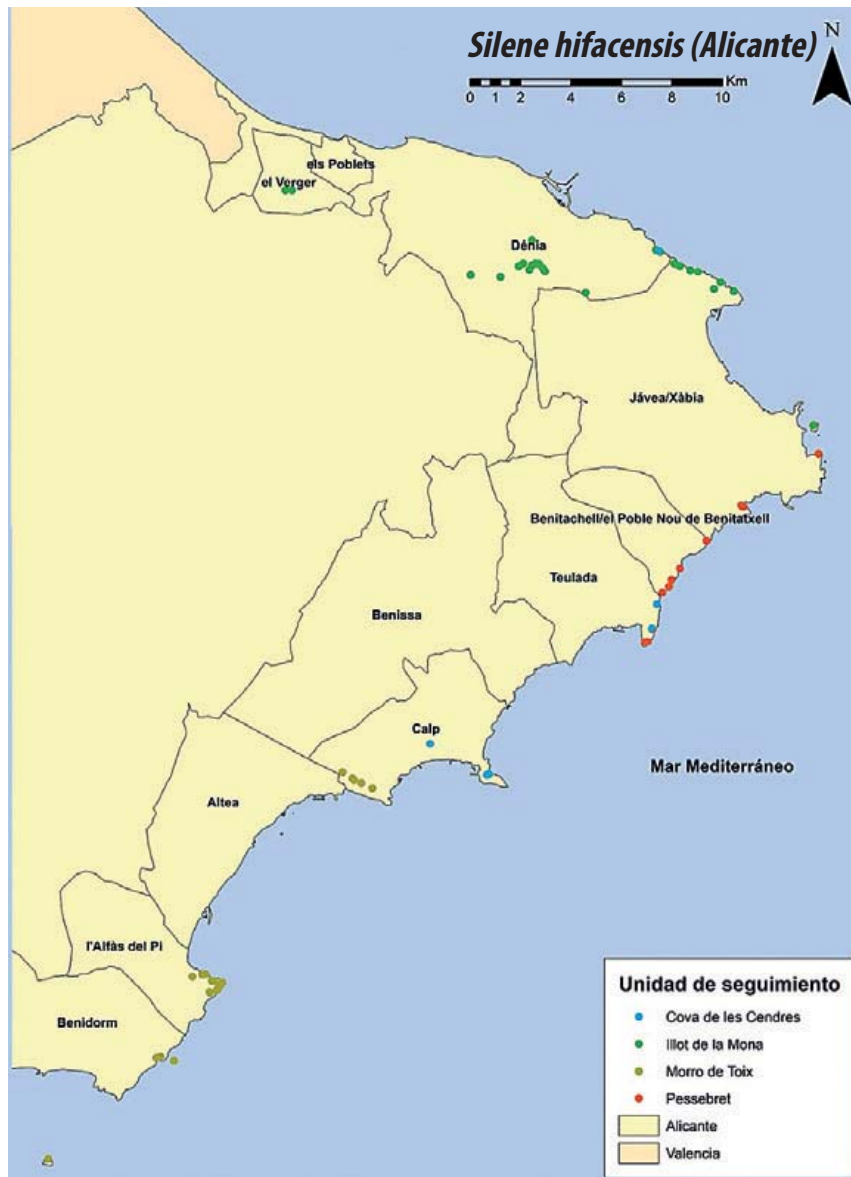 Silene hifacensis (Alicante)
N
Km
0 1 2 4 6 8 10
els Poblets
el Verger
Dénia
Jávea/Xàbia
Benitachell/el Poble Nou de Benitatxell
Teulada
Benissa
Calp
Mar Mediterráneo
Altea
l'Alfàs del Pi
Benidorm
Unidad de seguimiento
Cova de les Cendres
Illot de la Mona
Morro de Toix
Pessebret
Alicante
Valencia